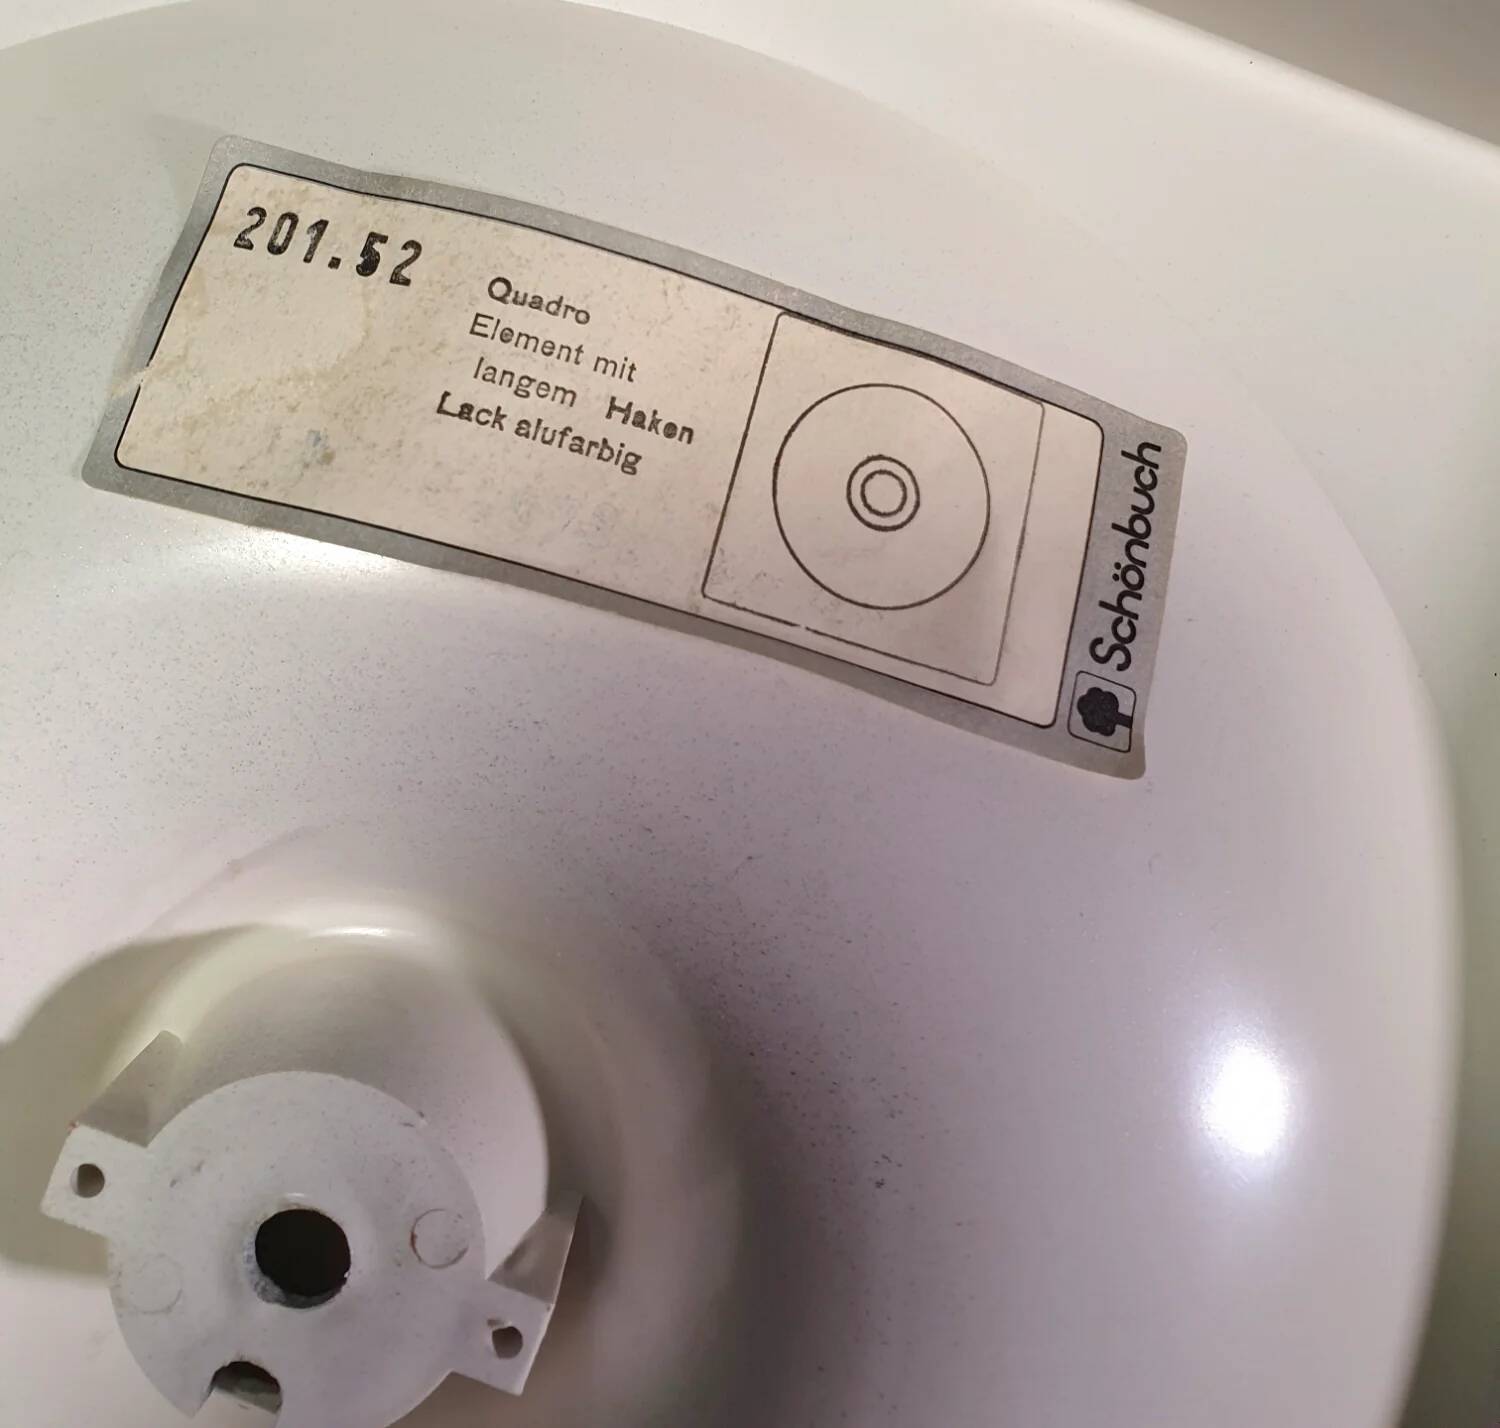 201.52
Quadro
Element mit
langem Haken
Lack alufarbig
Schönbuch